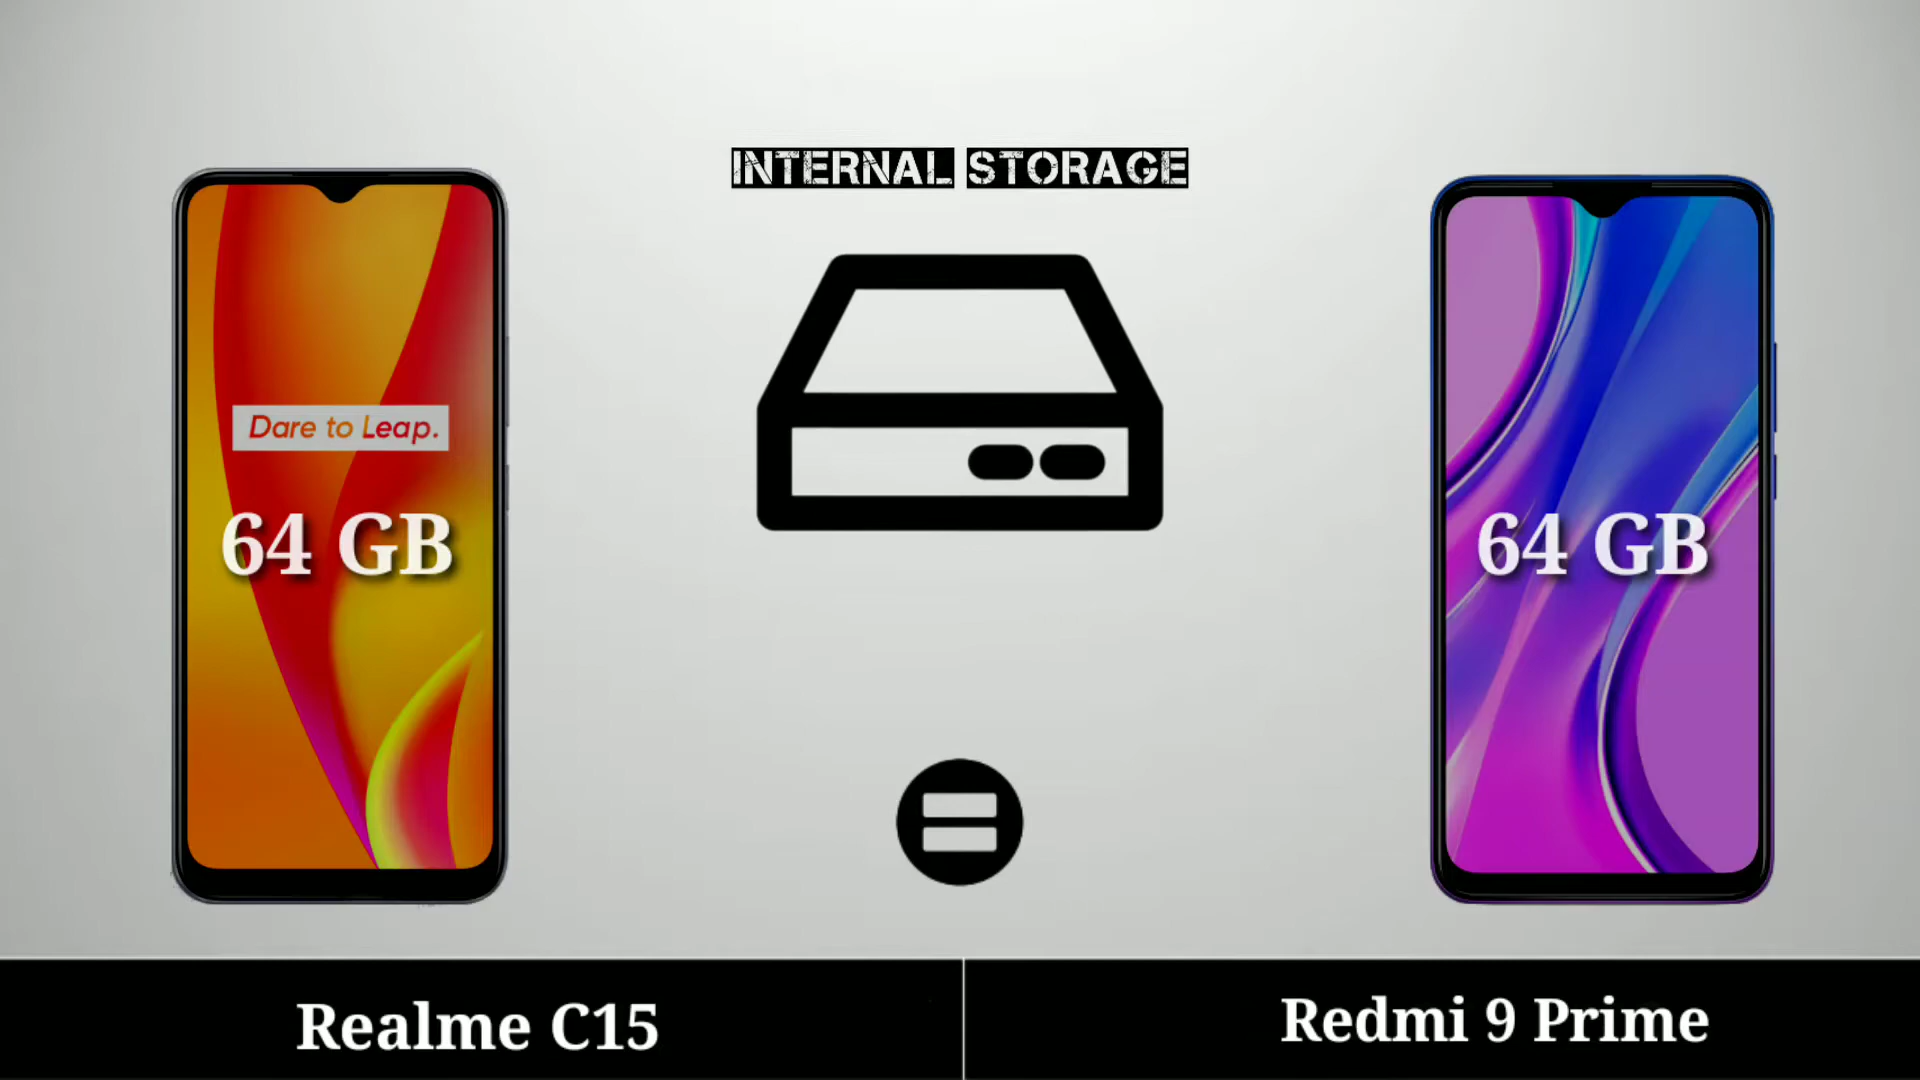 INTERNAL STORAGE
Dare to Leap.
64 GB
64 GB
Realme C15
Redmi 9 Prime